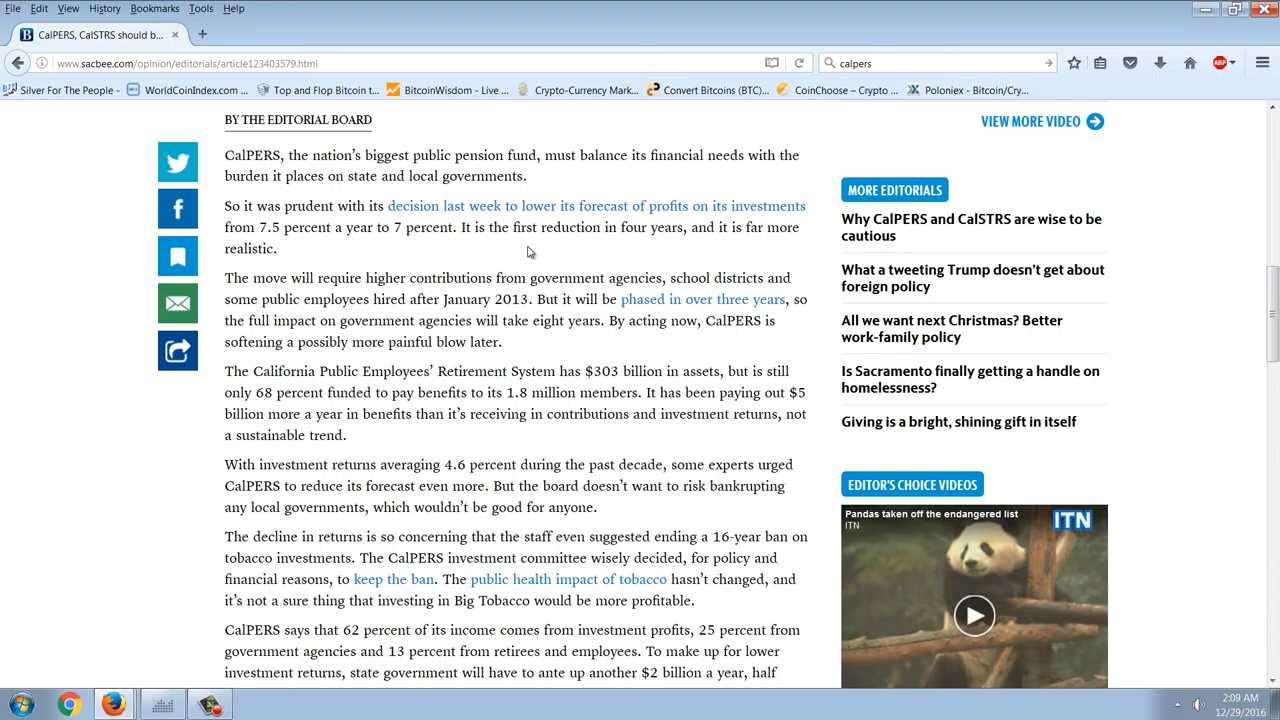 File Edit View History Bookmarks Tools Help
CalPERS, CalSTRS should b...
www.sacbee.com/opinion/editorials/article123403579.html
calpers
ABP
Silver For The People - ...
WorldCoinIndex.com ...
Top and Flop Bitcoin t...
BitcoinWisdom - Live ...
Crypto-Currency Mark...
Convert Bitcoins (BTC)...
CoinChoose – Crypto ...
Poloniex - Bitcoin/Cry...
BY THE EDITORIAL BOARD
CalPERS, the nation's biggest public pension fund, must balance its financial needs with the
burden it places on state and local governments.
So it was prudent with its decision last week to lower its forecast of profits on its investments
from 7.5 percent a year to 7 percent. It is the first reduction in four years, and it is far more
realistic.
The move will require higher contributions from government agencies, school districts and
some public employees hired after January 2013. But it will be phased in over three years, so
the full impact on government agencies will take eight years. By acting now, CalPERS is
softening a possibly more painful blow later.
The California Public Employees' Retirement System has $303 billion in assets, but is still
only 68 percent funded to pay benefits to its 1.8 million members. It has been paying out $5
billion more a year in benefits than it's receiving in contributions and investment returns, not
a sustainable trend.
With investment returns averaging 4.6 percent during the past decade, some experts urged
CalPERS to reduce its forecast even more. But the board doesn't want to risk bankrupting
any local governments, which wouldn't be good for anyone.
The decline in returns is so concerning that the staff even suggested ending a 16-year ban on
tobacco investments. The CalPERS investment committee wisely decided, for policy and
financial reasons, to keep the ban. The public health impact of tobacco hasn't changed, and
it's not a sure thing that investing in Big Tobacco would be more profitable.
CalPERS says that 62 percent of its income comes from investment profits, 25 percent from
government agencies and 13 percent from retirees and employees. To make up for lower
investment returns, state government will have to ante up another $2 billion a year, half
VIEW MORE VIDEO
MORE EDITORIALS
Why CalPERS and CalSTRS are wise to be
cautious
What a tweeting Trump doesn't get about
foreign policy
All we want next Christmas? Better
work-family policy
Is Sacramento finally getting a handle on
homelessness?
Giving is a bright, shining gift in itself
EDITOR'S CHOICE VIDEOS
Pandas taken off the endangered list
ITN
ITN
2:09 AM
12/29/2016